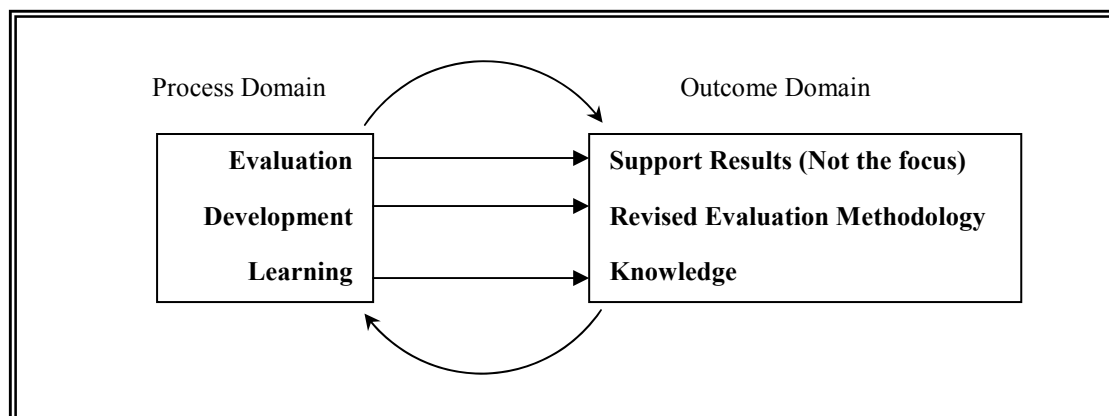 Process Domain
Outcome Domain
Evaluation
Support Results (Not the focus)
Development
Revised Evaluation Methodology
Learning
Knowledge